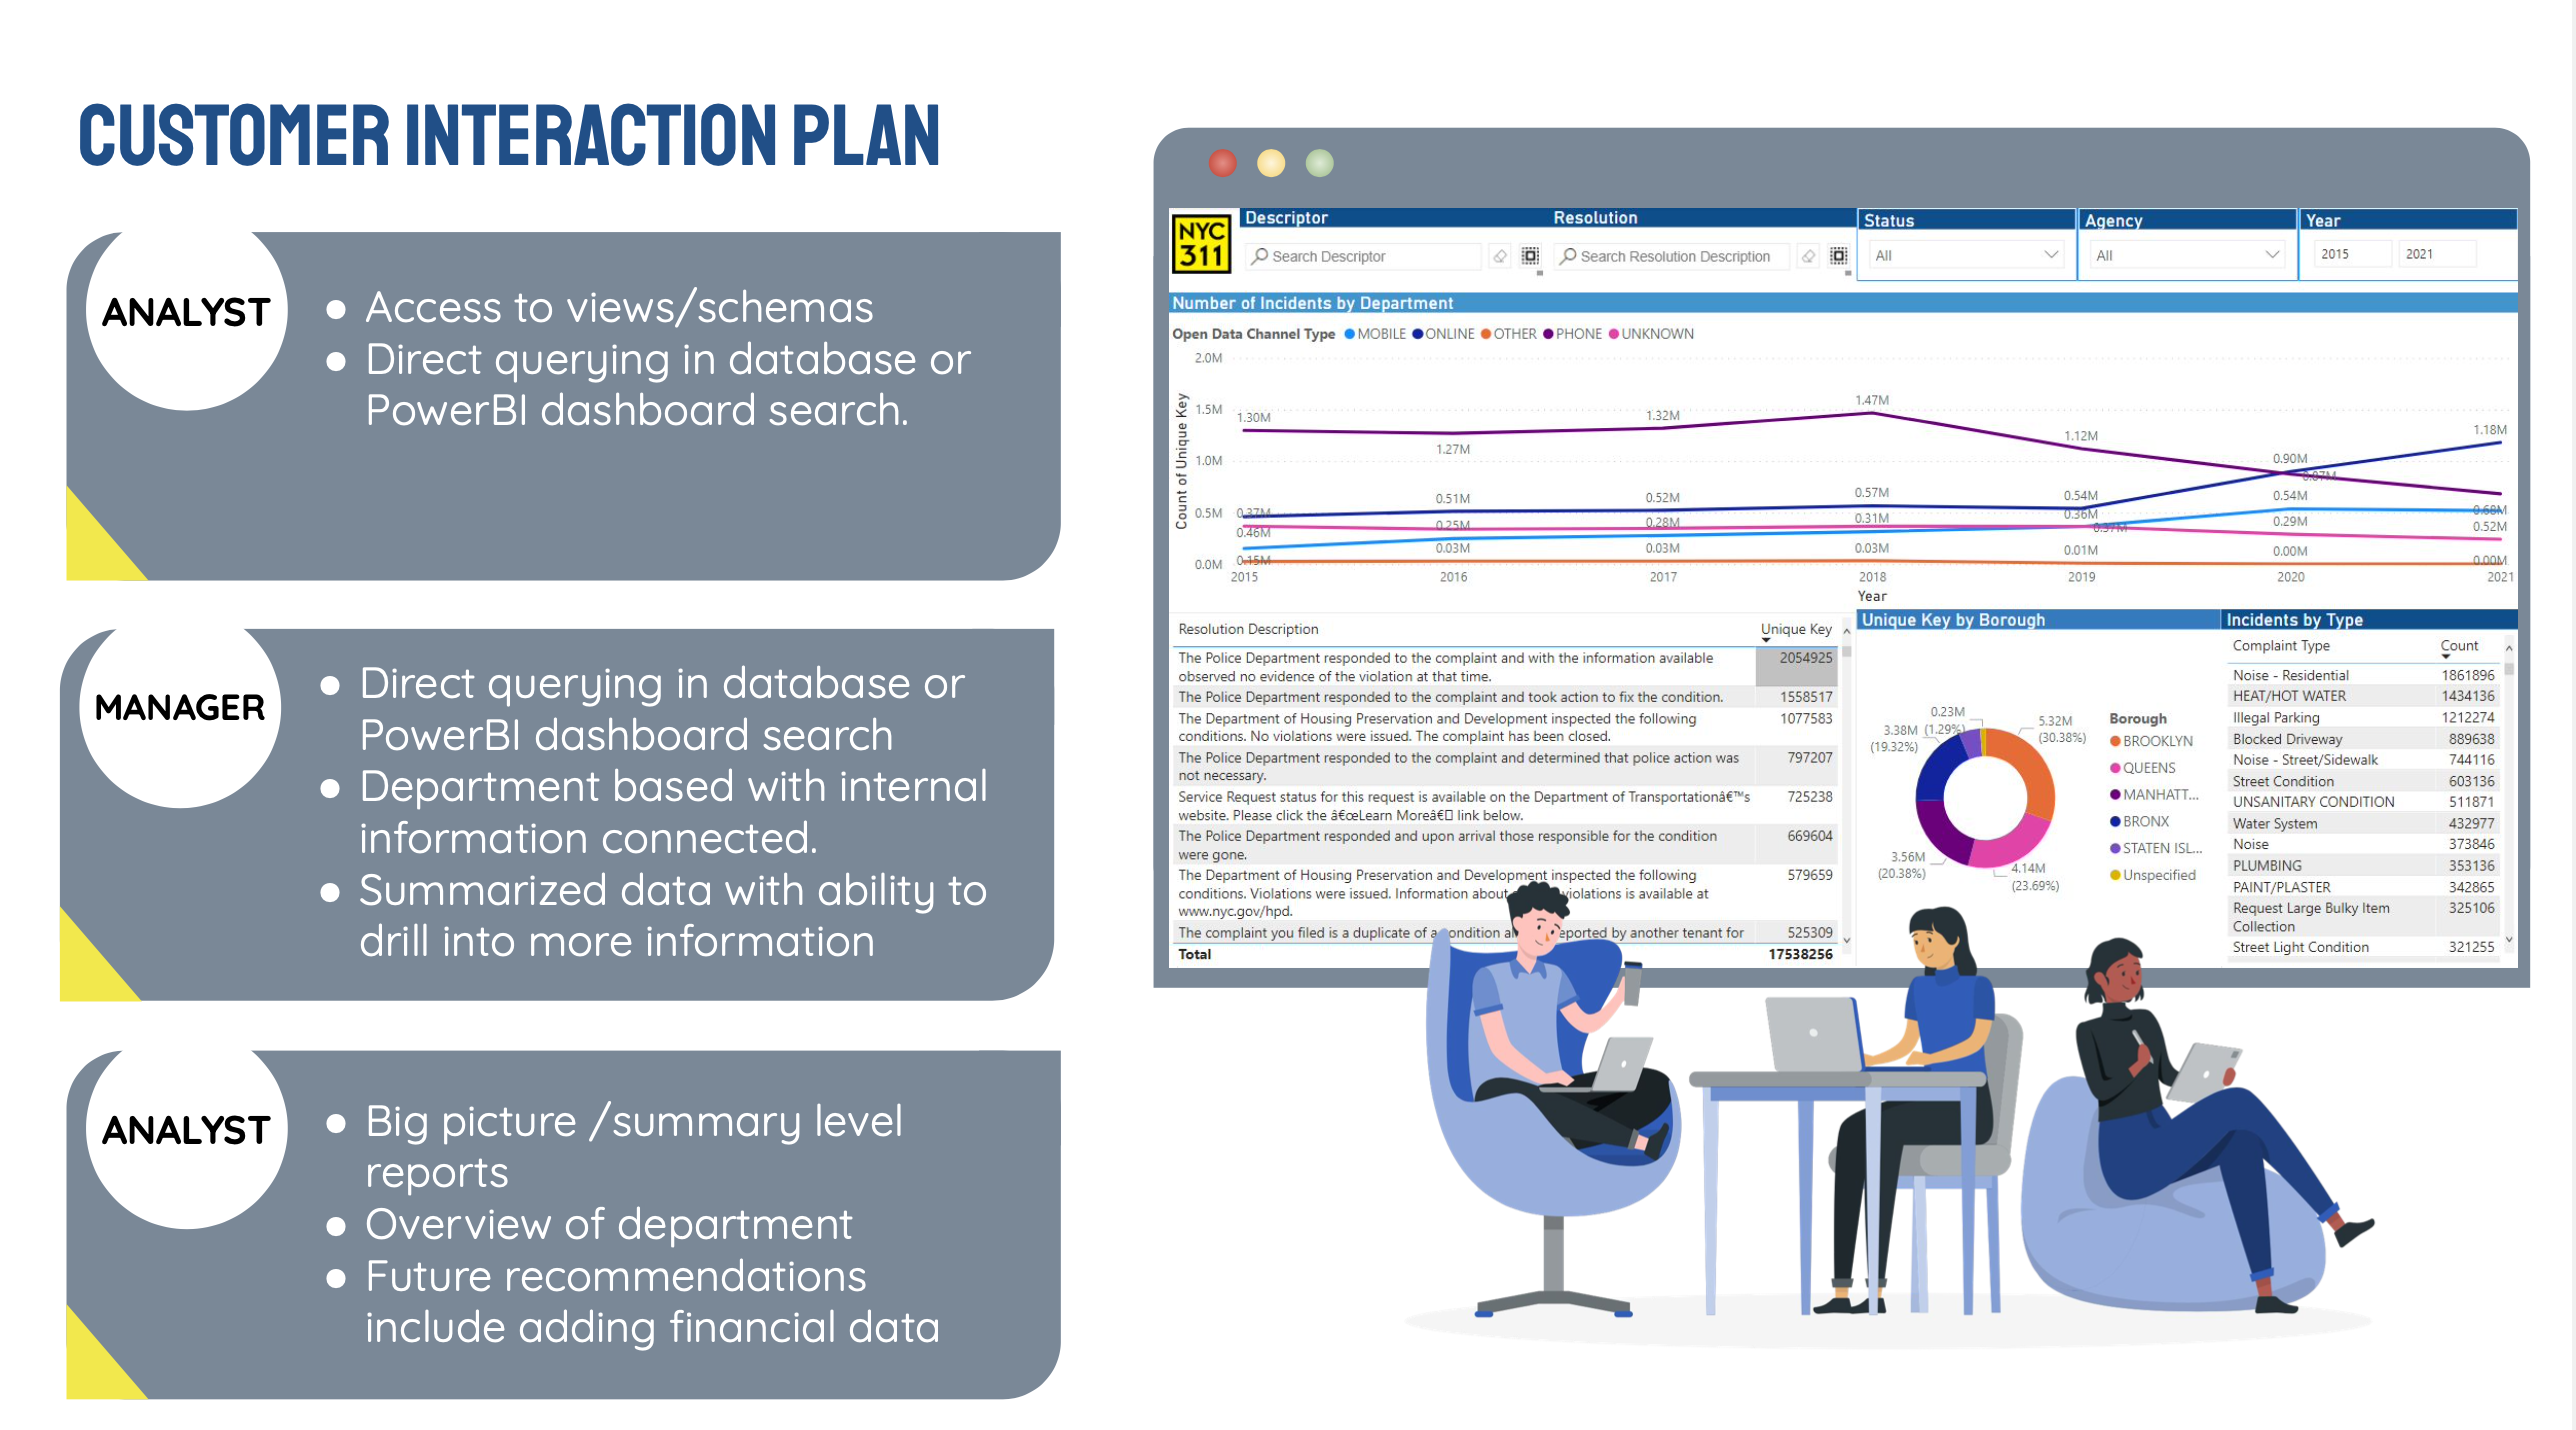 CUSTOMER INTERACTION PLAN
ANALYST
● Access to views/schemas
● Direct querying in database or
PowerBI dashboard search.
MANAGER
● Direct querying in database or
PowerBI dashboard search
● Department based with internal
information connected.
● Summarized data with ability to
drill into more information
ANALYST
● Big picture /summary level
reports
● Overview of department
● Future recommendations
include adding financial data
NYC
311
Descriptor
Search Descriptor
Resolution
Search Resolution Description
Status
All
Agency
All
Year
2015 2021
Number of Incidents by Department
Open Data Channel Type MOBILE ONLINE OTHER PHONE UNKNOWN
Count of Unique Key
2.0M
1.5M
1.0M
0.5M
0.0M
1.30M 1.27M 1.32M 1.47M 1.12M 0.90M 1.18M
0.37M 0.51M 0.52M 0.57M 0.54M 0.87M
0.46M 0.25M 0.28M 0.31M 0.36M 0.54M 0.68M
0.37M 0.29M 0.52M
0.15M 0.03M 0.03M 0.03M 0.01M 0.00M 0.00M
2015 2016 2017 2018 2019 2020 2021
Year
Resolution Description Unique Key
The Police Department responded to the complaint and with the information available 2054925
observed no evidence of the violation at that time.
The Police Department responded to the complaint and took action to fix the condition. 1558517
The Department of Housing Preservation and Development inspected the following 1077583
conditions. No violations were issued. The complaint has been closed.
The Police Department responded to the complaint and determined that police action was 797207
not necessary.
Service Request status for this request is available on the Department of Transportationâ€™s 725238
website. Please click the â€œLearn Moreâ€ link below.
The Police Department responded and upon arrival those responsible for the condition 669604
were gone.
The Department of Housing Preservation and Development inspected the following 579659
conditions. Violations were issued. Information about violations is available at
www.nyc.gov/hpd.
The complaint you filed is a duplicate of a condition reported by another tenant for 525309
Total 17538256
Unique Key by Borough
0.23M
(1.29%)
3.38M
(19.32%)
5.32M
(30.38%)
3.56M
(20.38%)
4.14M
(23.69%)
Borough
BROOKLYN
QUEENS
MANHATT...
BRONX
STATEN ISL...
Unspecified
Incidents by Type
Complaint Type Count
Noise - Residential 1861896
HEAT/HOT WATER 1434136
Illegal Parking 1212274
Blocked Driveway 889638
Noise - Street/Sidewalk 744116
Street Condition 603136
UNSANITARY CONDITION 511871
Water System 432977
Noise 373846
PLUMBING 353136
PAINT/PLASTER 342865
Request Large Bulky Item 325106
Collection
Street Light Condition 321255